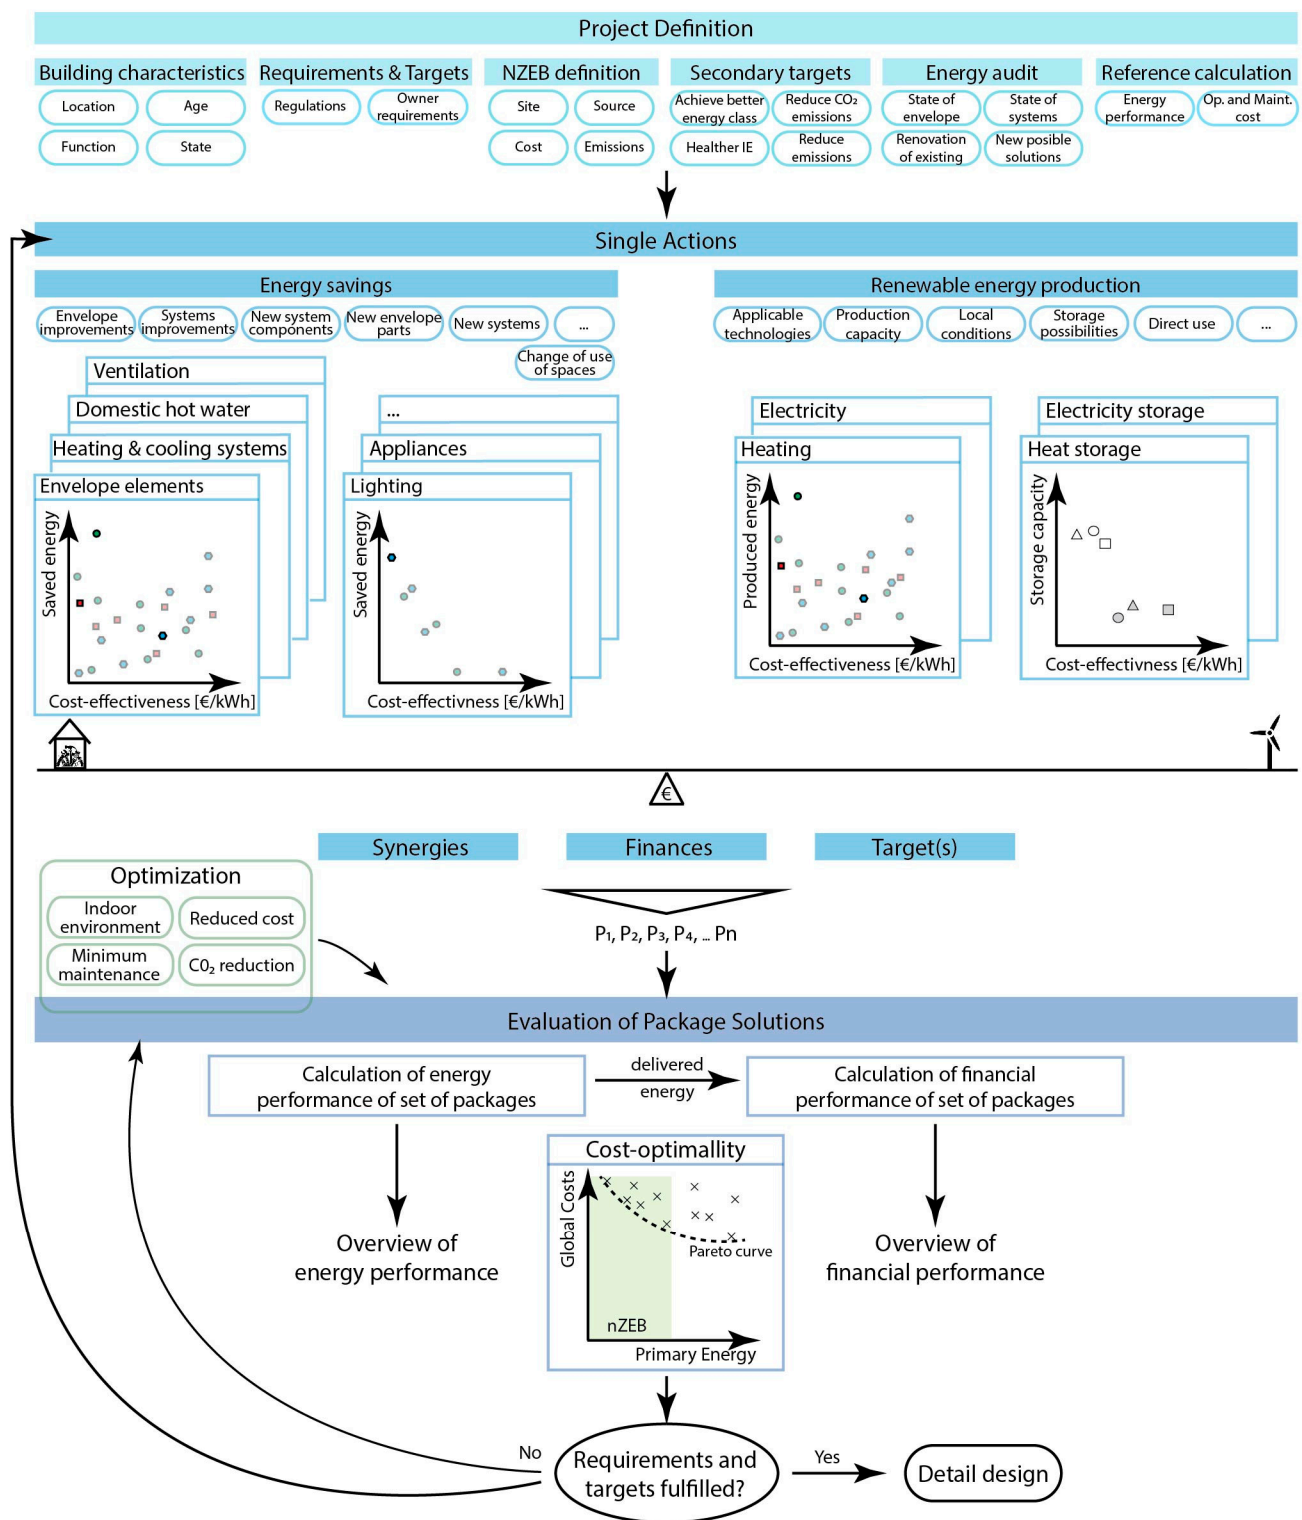 Project Definition
Building characteristics
Location
Age
Function
State
Requirements & Targets
Regulations
Owner
requirements
NZEB definition
Site
Source
Cost
Emissions
Secondary targets
Achieve better
energy class
Reduce CO₂
emissions
Healther IE
Reduce
emissions
Energy audit
State of
envelope
State of
systems
Renovation
of existing
New posible
solutions
Reference calculation
Energy
performance
Op. and Maint.
cost
Single Actions
Energy savings
Envelope
improvements
Systems
improvements
New system
components
New envelope
parts
New systems
...
Change of use
of spaces
Renewable energy production
Applicable
technologies
Production
capacity
Local
conditions
Storage
possibilities
Direct use
...
Ventilation
Domestic hot water
Heating & cooling systems
Envelope elements
Saved energy
Cost-effectiveness [€/kWh]
...
Appliances
Lighting
Saved energy
Cost-effectivness [€/kWh]
Electricity
Heating
Produced energy
Cost-effectiveness [€/kWh]
Electricity storage
Heat storage
Storage capacity
Cost-effectivness [€/kWh]
€
Synergies
Finances
Target(s)
Optimization
Indoor
environment
Reduced cost
Minimum
maintenance
C0₂ reduction
P₁, P₂, P₃, P₄, ... Pn
Evaluation of Package Solutions
Calculation of energy
performance of set of packages
delivered
energy
Calculation of financial
performance of set of packages
Cost-optimallity
Global Costs
Pareto curve
nZEB
Primary Energy
Overview of
energy performance
Overview of
financial performance
No
Requirements and
targets fulfilled?
Yes
Detail design